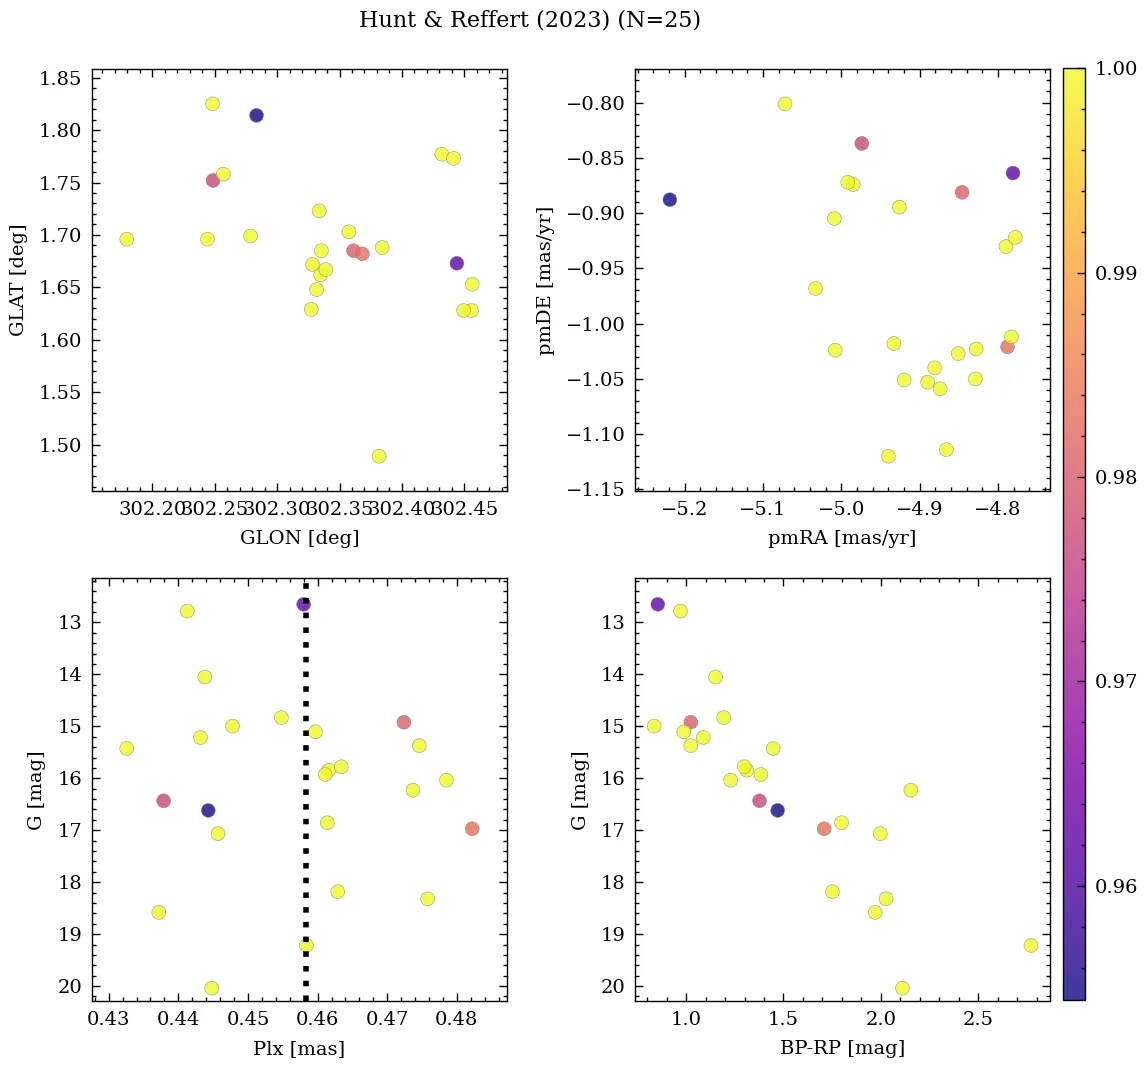 Hunt & Reffert (2023) (N=25)
1.85
1.80
1.75
1.70
1.65
1.60
1.55
1.50
GLAT [deg]
302.20 302.25 302.30 302.35 302.40 302.45
GLON [deg]
−0.80
−0.85
−0.90
−0.95
−1.00
−1.05
−1.10
−1.15
pmDE [mas/yr]
−5.2 −5.1 −5.0 −4.9 −4.8
pmRA [mas/yr]
1.00
0.99
0.98
0.97
0.96
13
14
15
16
17
18
19
20
G [mag]
0.43 0.44 0.45 0.46 0.47 0.48
Plx [mas]
13
14
15
16
17
18
19
20
G [mag]
1.0 1.5 2.0 2.5
BP-RP [mag]